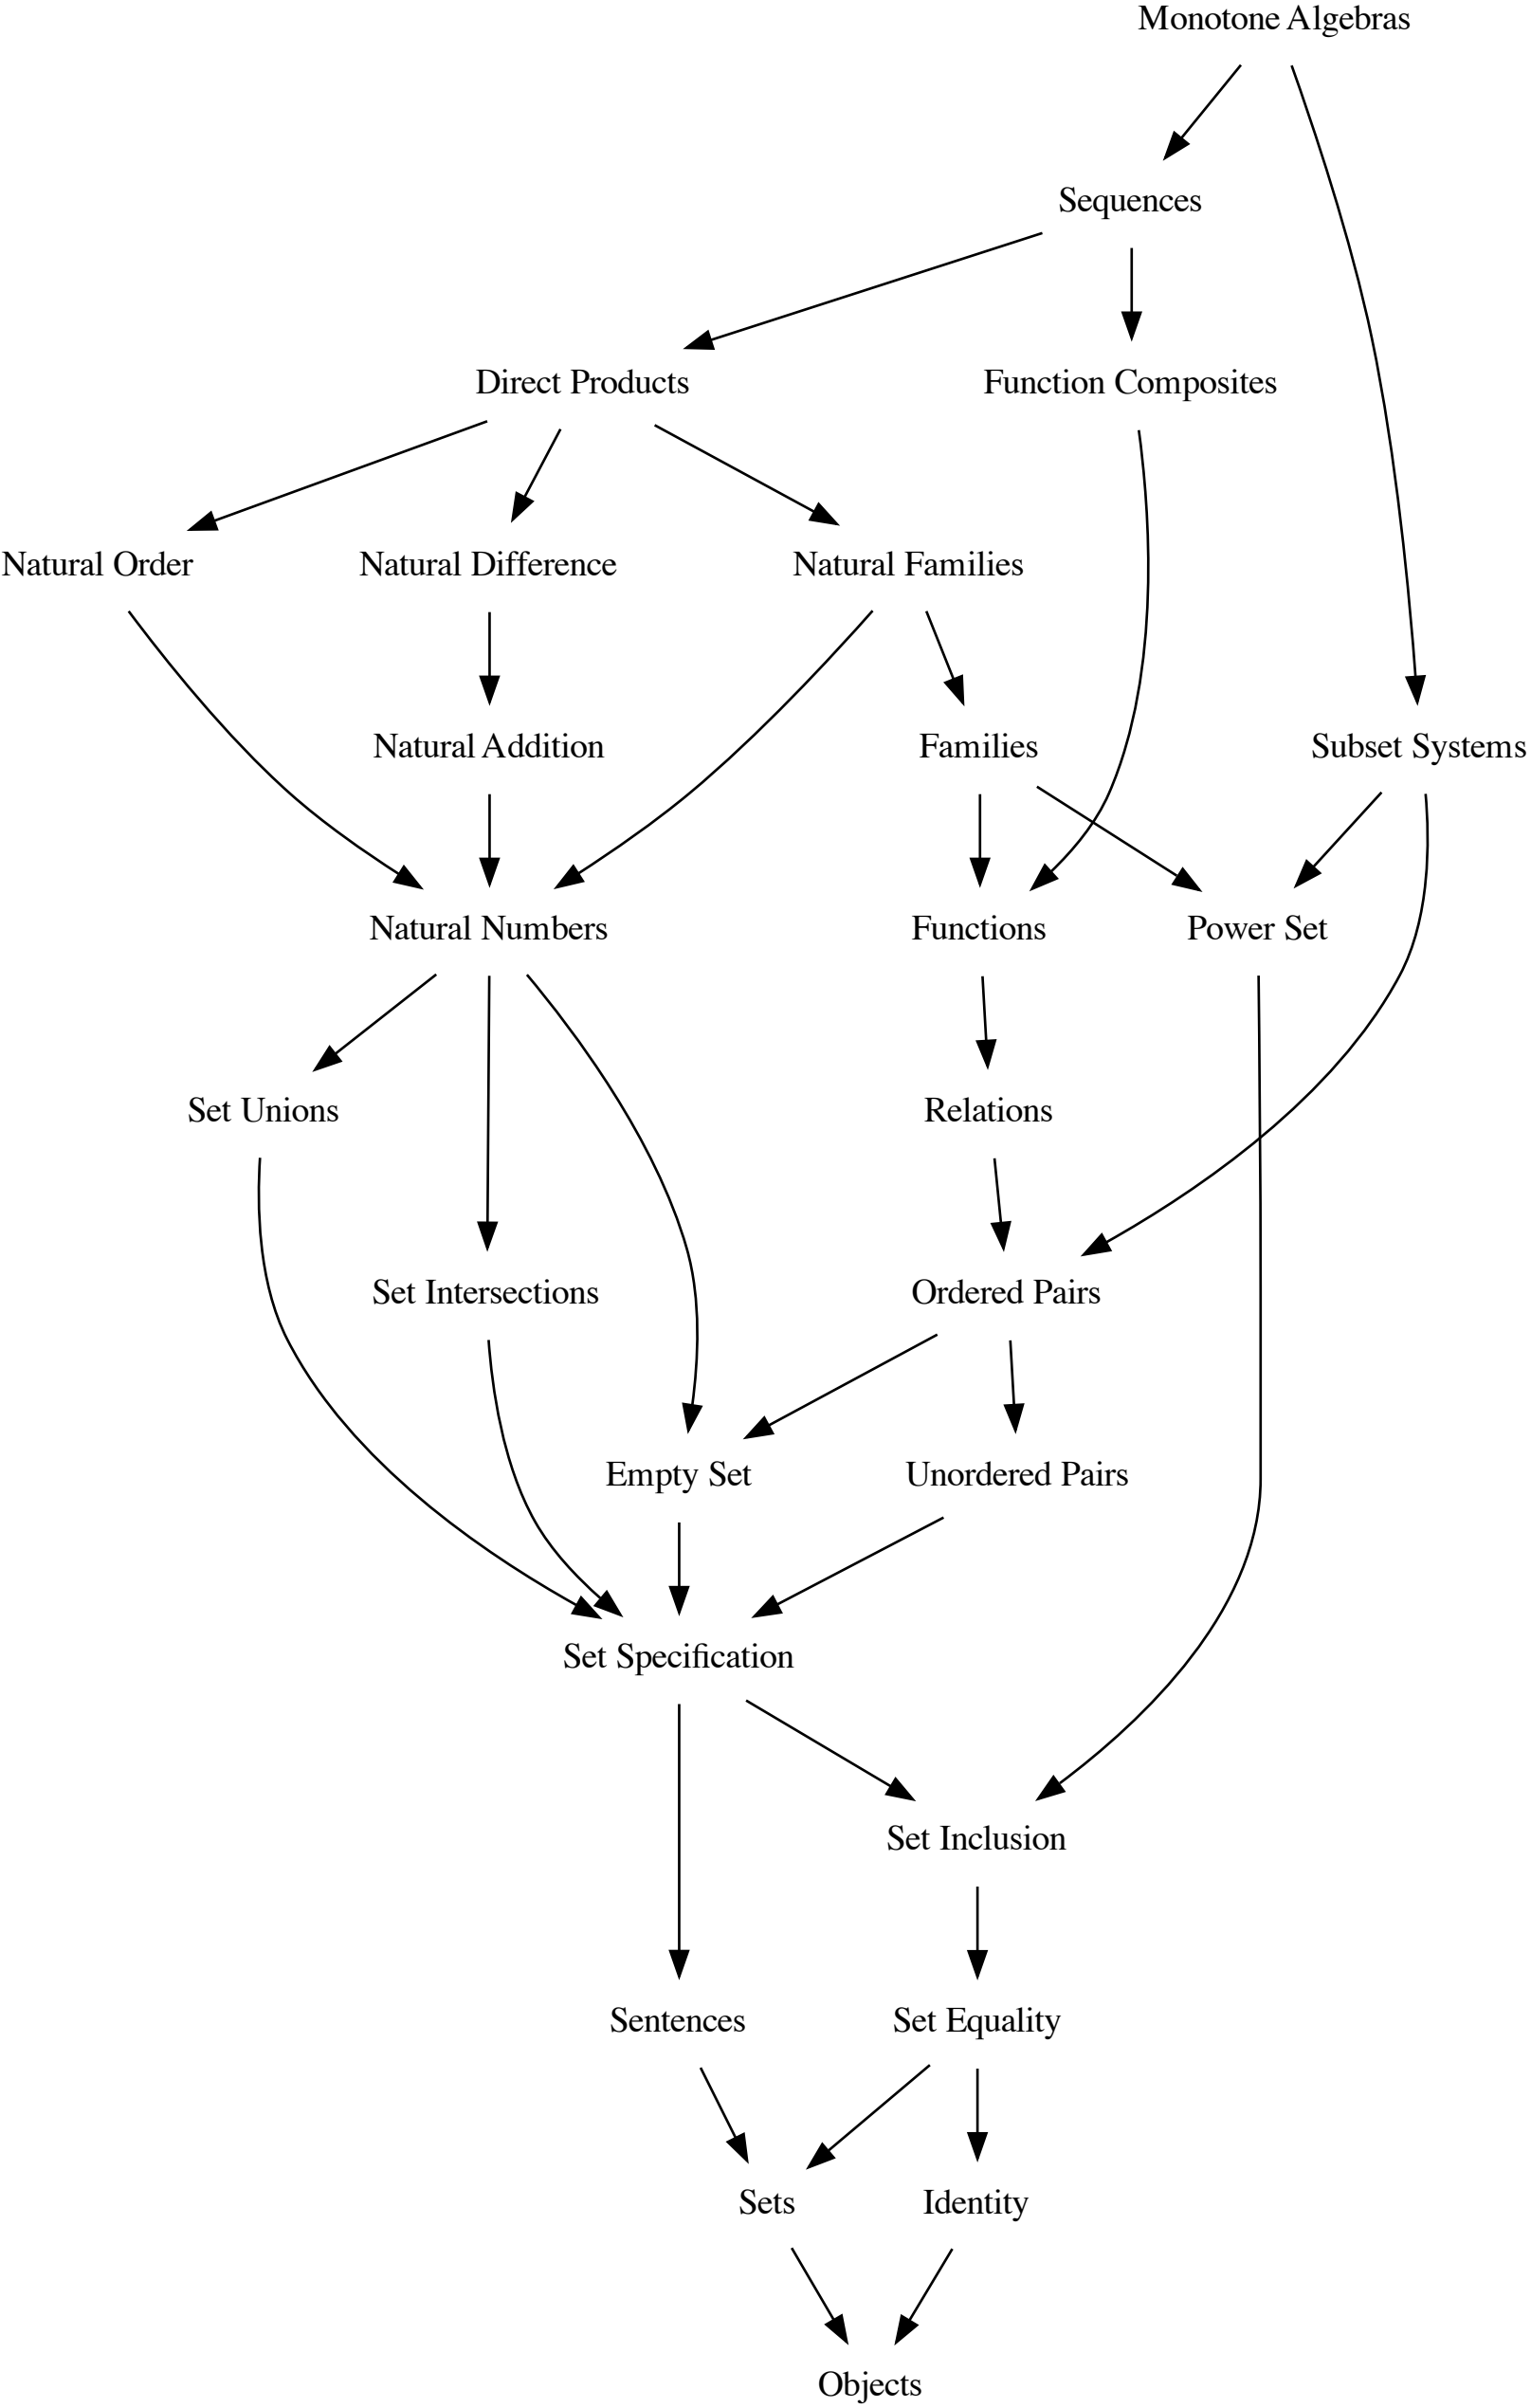 Monotone Algebras
Sequences
Direct Products
Function Composites
Natural Order
Natural Difference
Natural Families
Natural Addition
Families
Subset Systems
Natural Numbers
Functions
Power Set
Set Unions
Relations
Set Intersections
Ordered Pairs
Empty Set
Unordered Pairs
Set Specification
Set Inclusion
Sentences
Set Equality
Sets
Identity
Objects